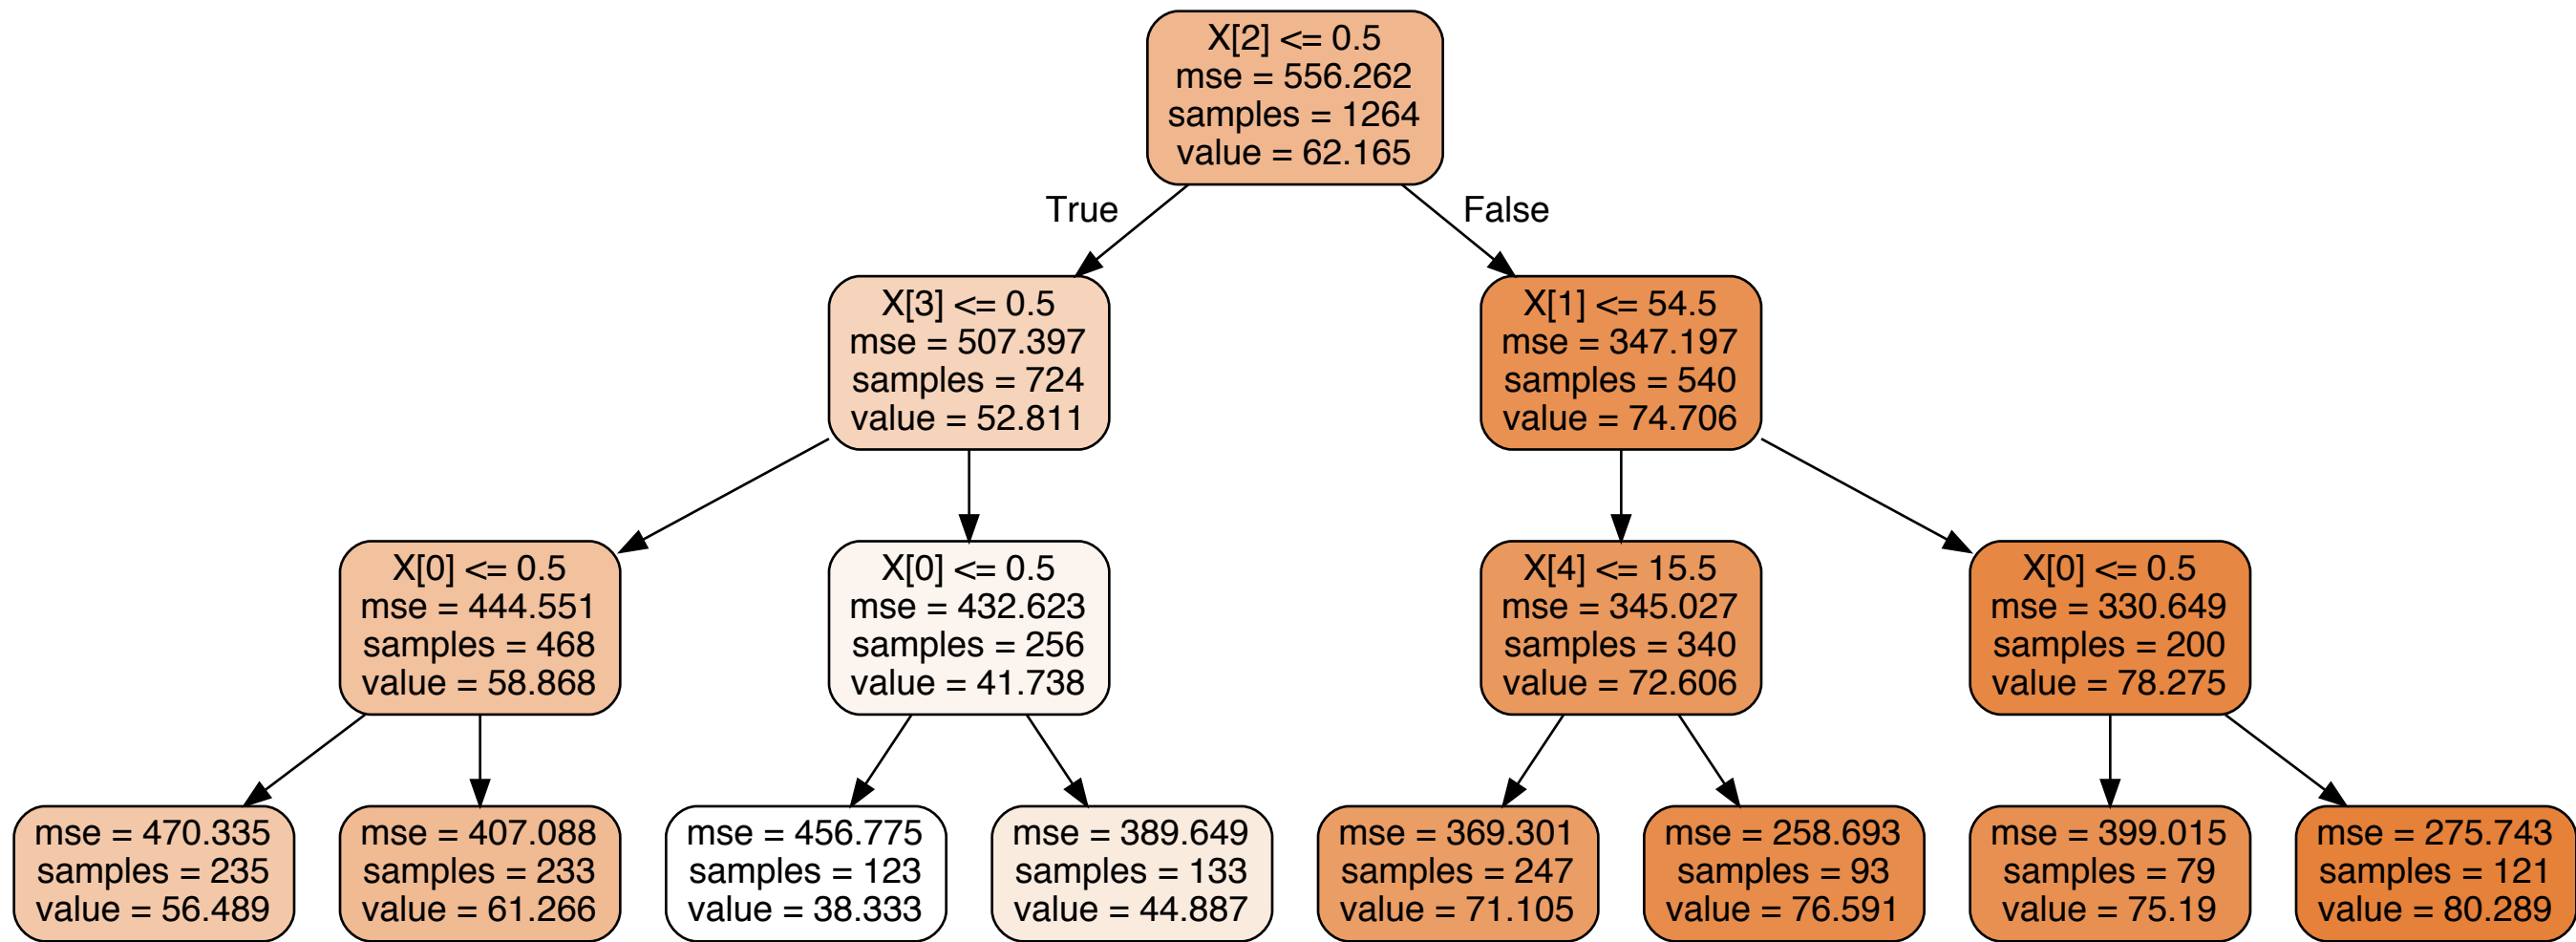 X[2] <= 0.5
mse = 556.262
samples = 1264
value = 62.165
True
False
X[3] <= 0.5
mse = 507.397
samples = 724
value = 52.811
X[1] <= 54.5
mse = 347.197
samples = 540
value = 74.706
X[0] <= 0.5
mse = 444.551
samples = 468
value = 58.868
X[0] <= 0.5
mse = 432.623
samples = 256
value = 41.738
X[4] <= 15.5
mse = 345.027
samples = 340
value = 72.606
X[0] <= 0.5
mse = 330.649
samples = 200
value = 78.275
mse = 470.335
samples = 235
value = 56.489
mse = 407.088
samples = 233
value = 61.266
mse = 456.775
samples = 123
value = 38.333
mse = 389.649
samples = 133
value = 44.887
mse = 369.301
samples = 247
value = 71.105
mse = 258.693
samples = 93
value = 76.591
mse = 399.015
samples = 79
value = 75.19
mse = 275.743
samples = 121
value = 80.289